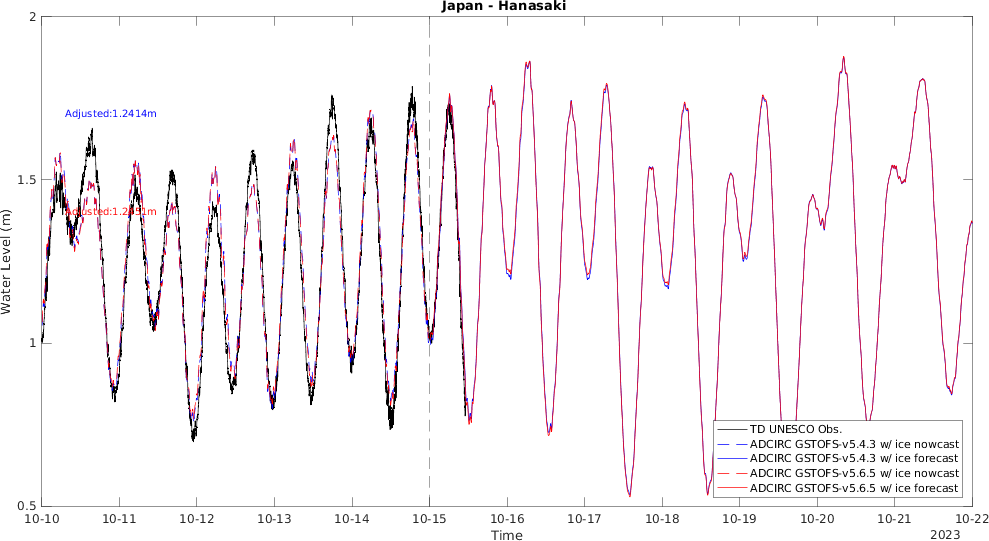 Japan - Hanasaki
2
1.5
1
0.5
Water Level (m)
Adjusted:1.2414m
10-10
10-11
10-12
10-13
10-14
10-15
10-16
10-17
10-18
10-19
10-20
10-21
10-22
Time
2023
TD UNESCO Obs.
ADCIRC GSTOFS-v5.4.3 w/ ice nowcast
ADCIRC GSTOFS-v5.4.3 w/ ice forecast
ADCIRC GSTOFS-v5.6.5 w/ ice nowcast
ADCIRC GSTOFS-v5.6.5 w/ ice forecast